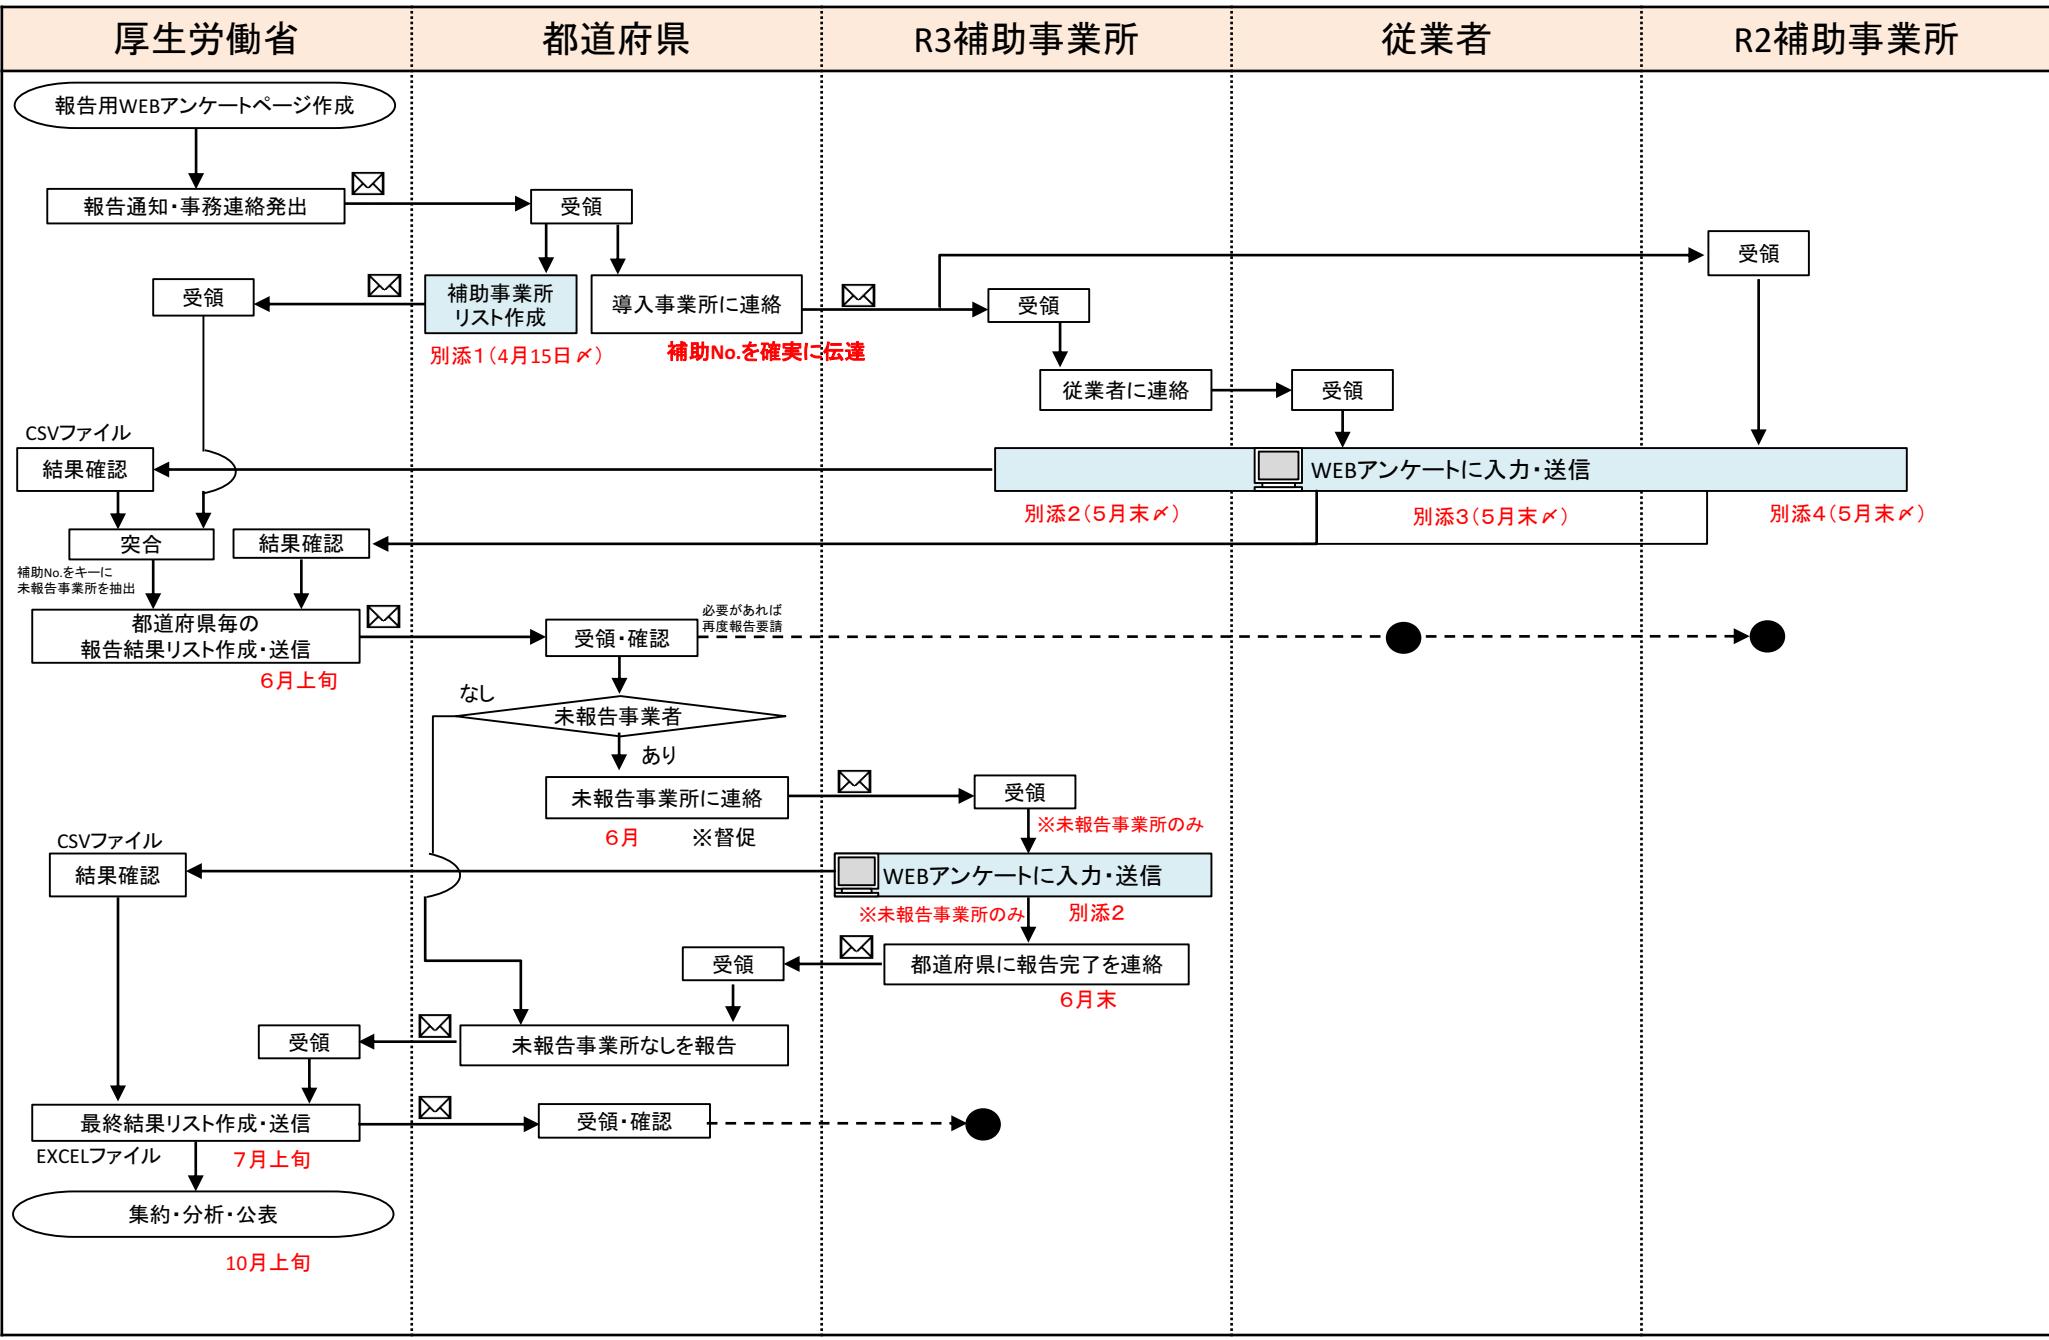 厚生労働省
都道府県
R3補助事業所
従業者
R2補助事業所
報告用WEBアンケートページ作成
報告通知・事務連絡発出
受領
受領
受領
補助事業所
リスト作成
導入事業所に連絡
受領
別添1(4月15日〆)
補助No.を確実に伝達
従業者に連絡
受領
CSVファイル
結果確認
WEBアンケートに入力・送信
別添2(5月末〆)
別添3(5月末〆)
別添4(5月末〆)
突合
結果確認
補助No.をキーに
未報告事業所を抽出
都道府県毎の
報告結果リスト作成・送信
6月上旬
受領・確認
必要があれば
再度報告要請
なし
未報告事業者
あり
未報告事業所に連絡
受領
6月
※督促
※未報告事業所のみ
CSVファイル
結果確認
WEBアンケートに入力・送信
※未報告事業所のみ
別添2
受領
都道府県に報告完了を連絡
6月末
受領
未報告事業所なしを報告
最終結果リスト作成・送信
受領・確認
EXCELファイル
7月上旬
集約・分析・公表
10月上旬